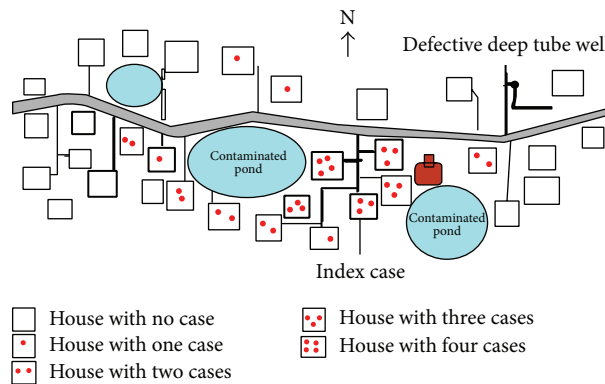 N
Defective deep tube well
Contaminated
pond
Contaminated
pond
Index case
House with no case
House with one case
House with two cases
House with three cases
House with four cases